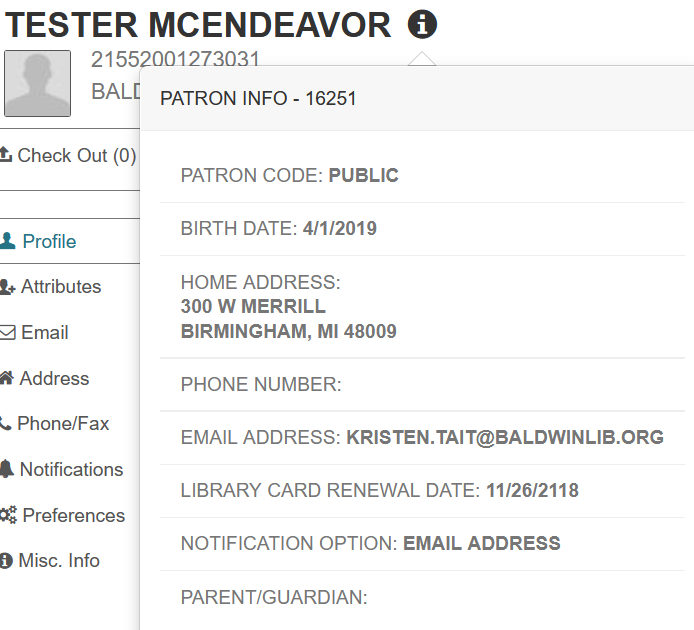 TESTER MCENDEAVOR
21552001273031
PATRON INFO - 16251
Check Out (0)
Profile
Attributes
Email
Address
Phone/Fax
Notifications
Preferences
Misc. Info
PATRON CODE: PUBLIC
BIRTH DATE: 4/1/2019
HOME ADDRESS:
300 W MERRILL
BIRMINGHAM, MI 48009
PHONE NUMBER:
EMAIL ADDRESS: KRISTEN.TAIT@BALDWINLIB.ORG
LIBRARY CARD RENEWAL DATE: 11/26/2118
NOTIFICATION OPTION: EMAIL ADDRESS
PARENT/GUARDIAN: